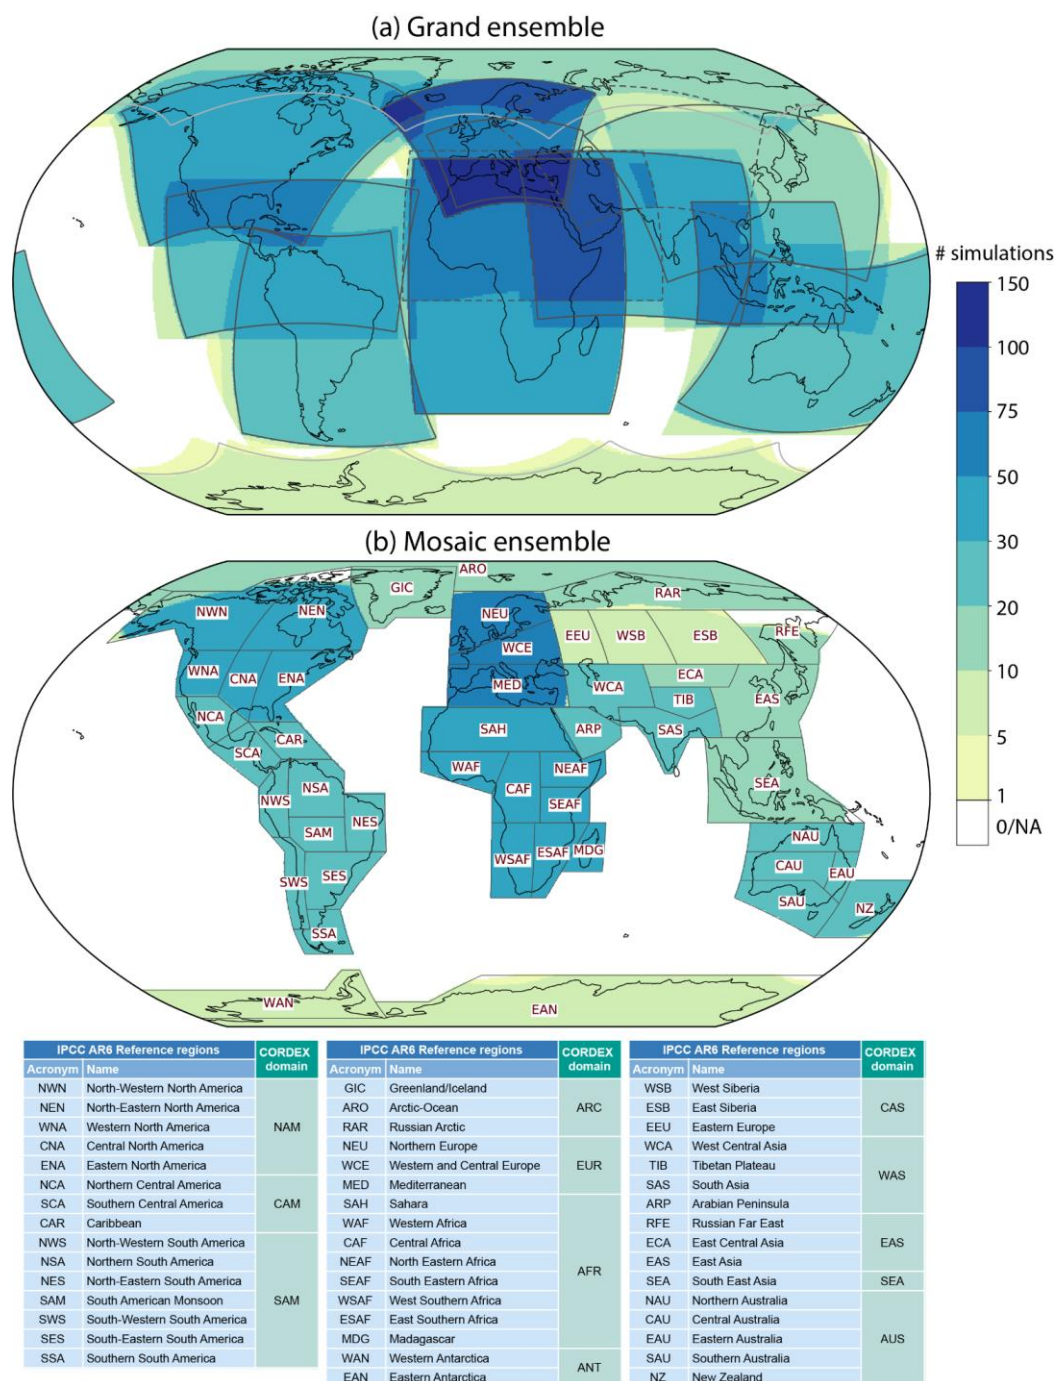 (a) Grand ensemble
# simulations
150
100
75
50
30
20
10
5
1
0/NA
(b) Mosaic ensemble
ARO
GIC
RAR
NWN
NEN
NEU
RFE
EEU
WSB
ESB
WCE
WNA
CNA
ENA
MED
WCA
ECA
TIB
EAS
NCA
SAH
ARP
SAS
CAR
SCA
WAF
NEAF
CAF
SEA
NSA
NWS
SEAF
NES
SAM
NAU
WSAF
ESAF
MDG
CAU
EAU
SWS
SES
SAU
NZ
SSA
WAN
EAN
IPCC AR6 Reference regions CORDEX domain
Acronym Name
NWN North-Western North America
NEN North-Eastern North America
WNA Western North America NAM
CNA Central North America
ENA Eastern North America
NCA Northern Central America
SCA Southern Central America CAM
CAR Caribbean
NWS North-Western South America
NSA Northern South America
NES North-Eastern South America
SAM South American Monsoon SAM
SWS South-Western South America
SES South-Eastern South America
SSA Southern South America
IPCC AR6 Reference regions CORDEX domain
Acronym Name
GIC Greenland/Iceland
ARO Arctic-Ocean ARC
RAR Russian Arctic
NEU Northern Europe
WCE Western and Central Europe EUR
MED Mediterranean
SAH Sahara
WAF Western Africa
CAF Central Africa
NEAF North Eastern Africa AFR
SEAF South Eastern Africa
WSAF West Southern Africa
ESAF East Southern Africa
MDG Madagascar
WAN Western Antarctica ANT
EAN Eastern Antarctica
IPCC AR6 Reference regions CORDEX domain
Acronym Name
WSB West Siberia
ESB East Siberia CAS
EEU Eastern Europe
WCA West Central Asia
TIB Tibetan Plateau WAS
SAS South Asia
ARP Arabian Peninsula
RFE Russian Far East
ECA East Central Asia EAS
EAS East Asia
SEA South East Asia SEA
NAU Northern Australia
CAU Central Australia
EAU Eastern Australia AUS
SAU Southern Australia
NZ New Zealand